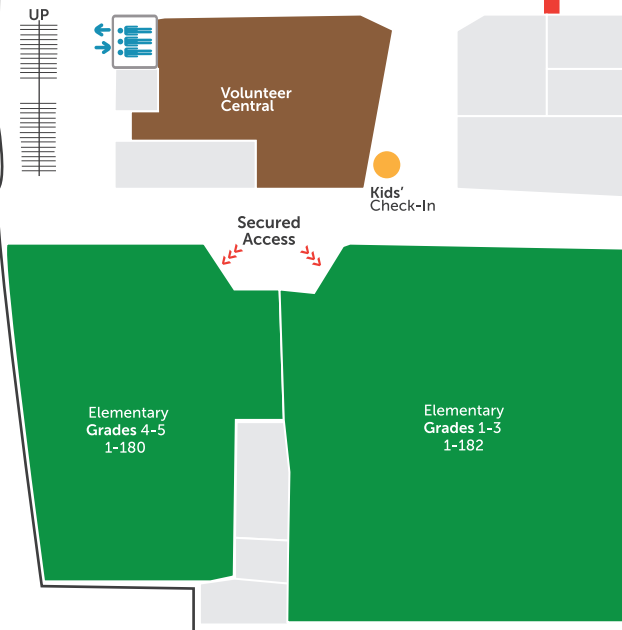 UP
Volunteer
Central
Kids'
Check-In
Secured
Access
Elementary
Grades 4-5
1-180
Elementary
Grades 1-3
1-182